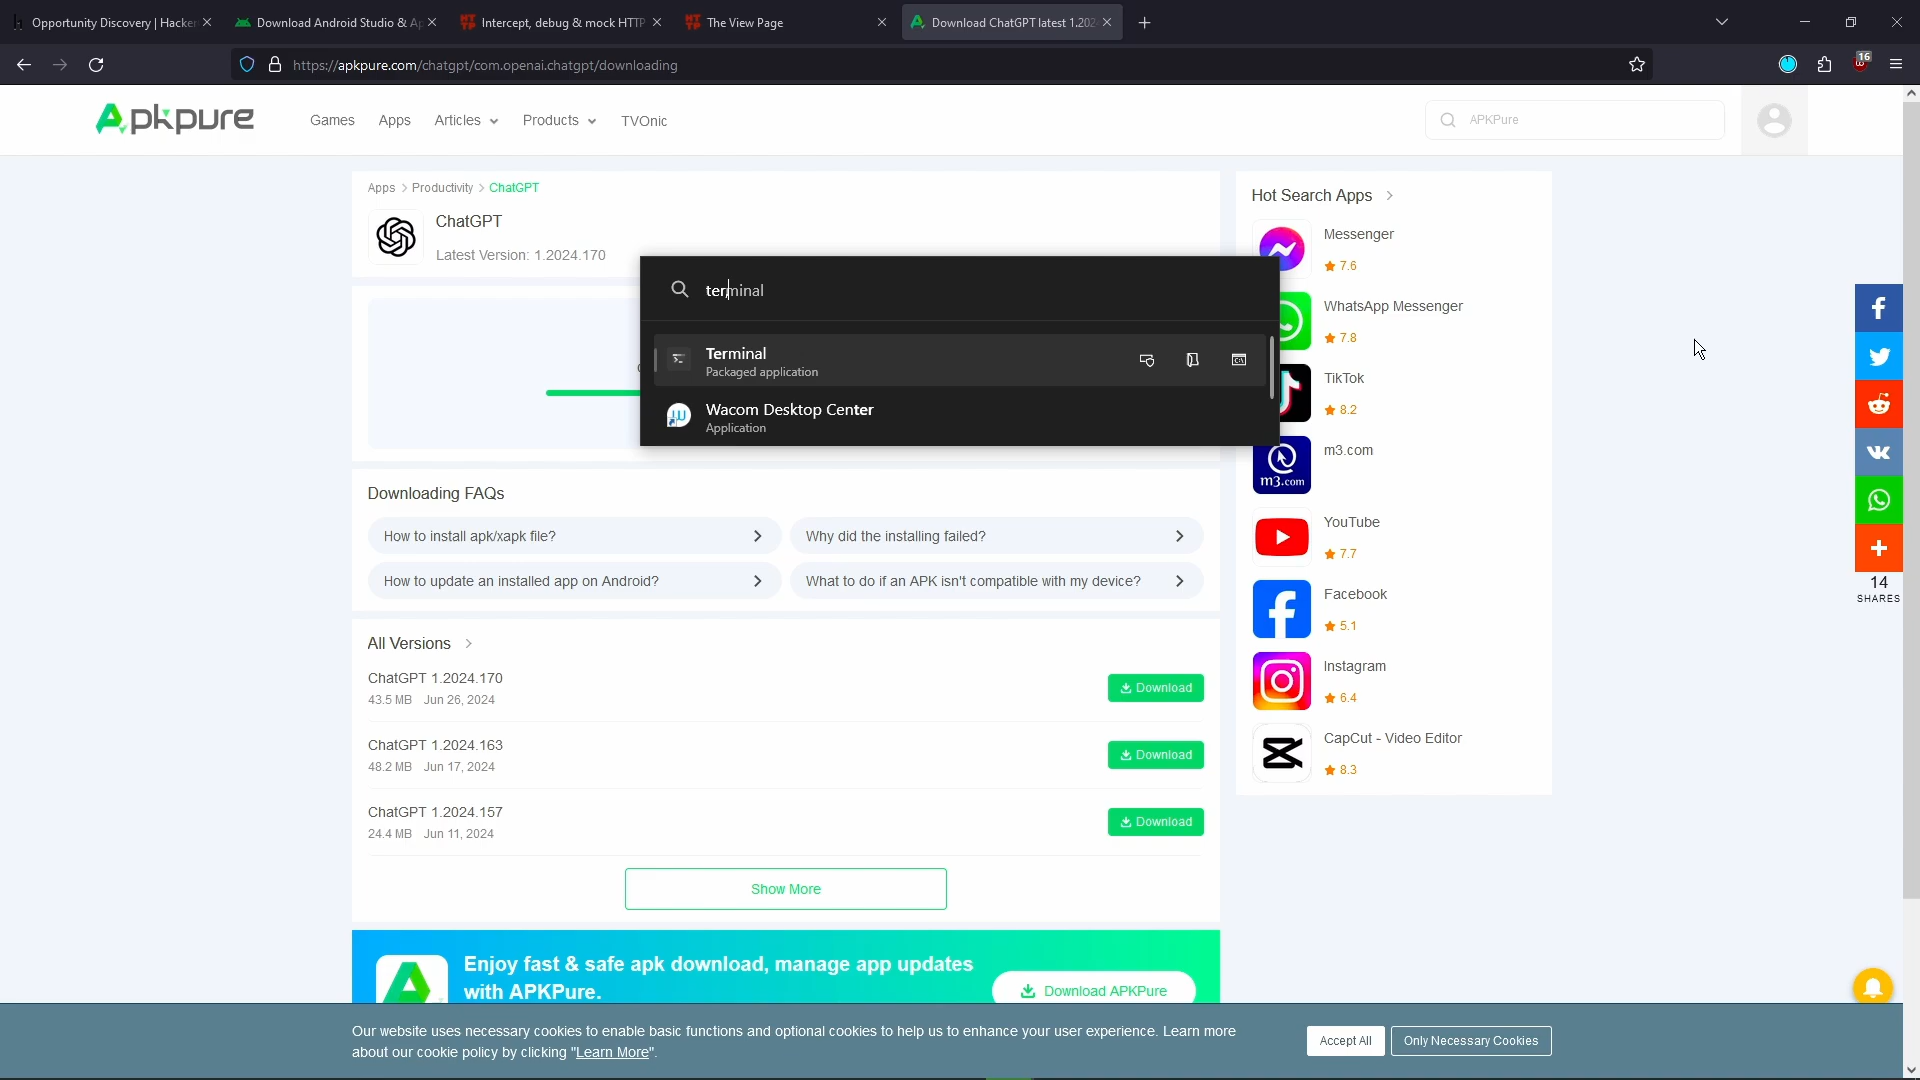 Opportunity Discovery | Hacker
Download Android Studio & Ap
Intercept, debug & mock HTTP
The View Page
Download ChatGPT latest 1.202
https://apkpure.com/chatgpt/com.openai.chatgpt/downloading
16
Apkpure
Games
Apps
Articles
Products
TVOnic
APKPure
Apps > Productivity > ChatGPT
ChatGPT
Latest Version: 1.2024.170
terminal
Terminal
Packaged application
Wacom Desktop Center
Application
Downloading FAQs
How to install apk/xapk file?
Why did the installing failed?
How to update an installed app on Android?
What to do if an APK isn't compatible with my device?
All Versions
ChatGPT 1.2024.170
43.5 MB Jun 26, 2024
Download
ChatGPT 1.2024.163
48.2 MB Jun 17, 2024
Download
ChatGPT 1.2024.157
24.4 MB Jun 11, 2024
Download
Show More
Enjoy fast & safe apk download, manage app updates
with APKPure.
Download APKPure
Hot Search Apps
Messenger
7.6
WhatsApp Messenger
7.8
TikTok
8.2
m3.com
m3.com
YouTube
7.7
Facebook
5.1
Instagram
6.4
CapCut - Video Editor
8.3
14
SHARES
Our website uses necessary cookies to enable basic functions and optional cookies to help us to enhance your user experience. Learn more
about our cookie policy by clicking "Learn More".
Accept All
Only Necessary Cookies